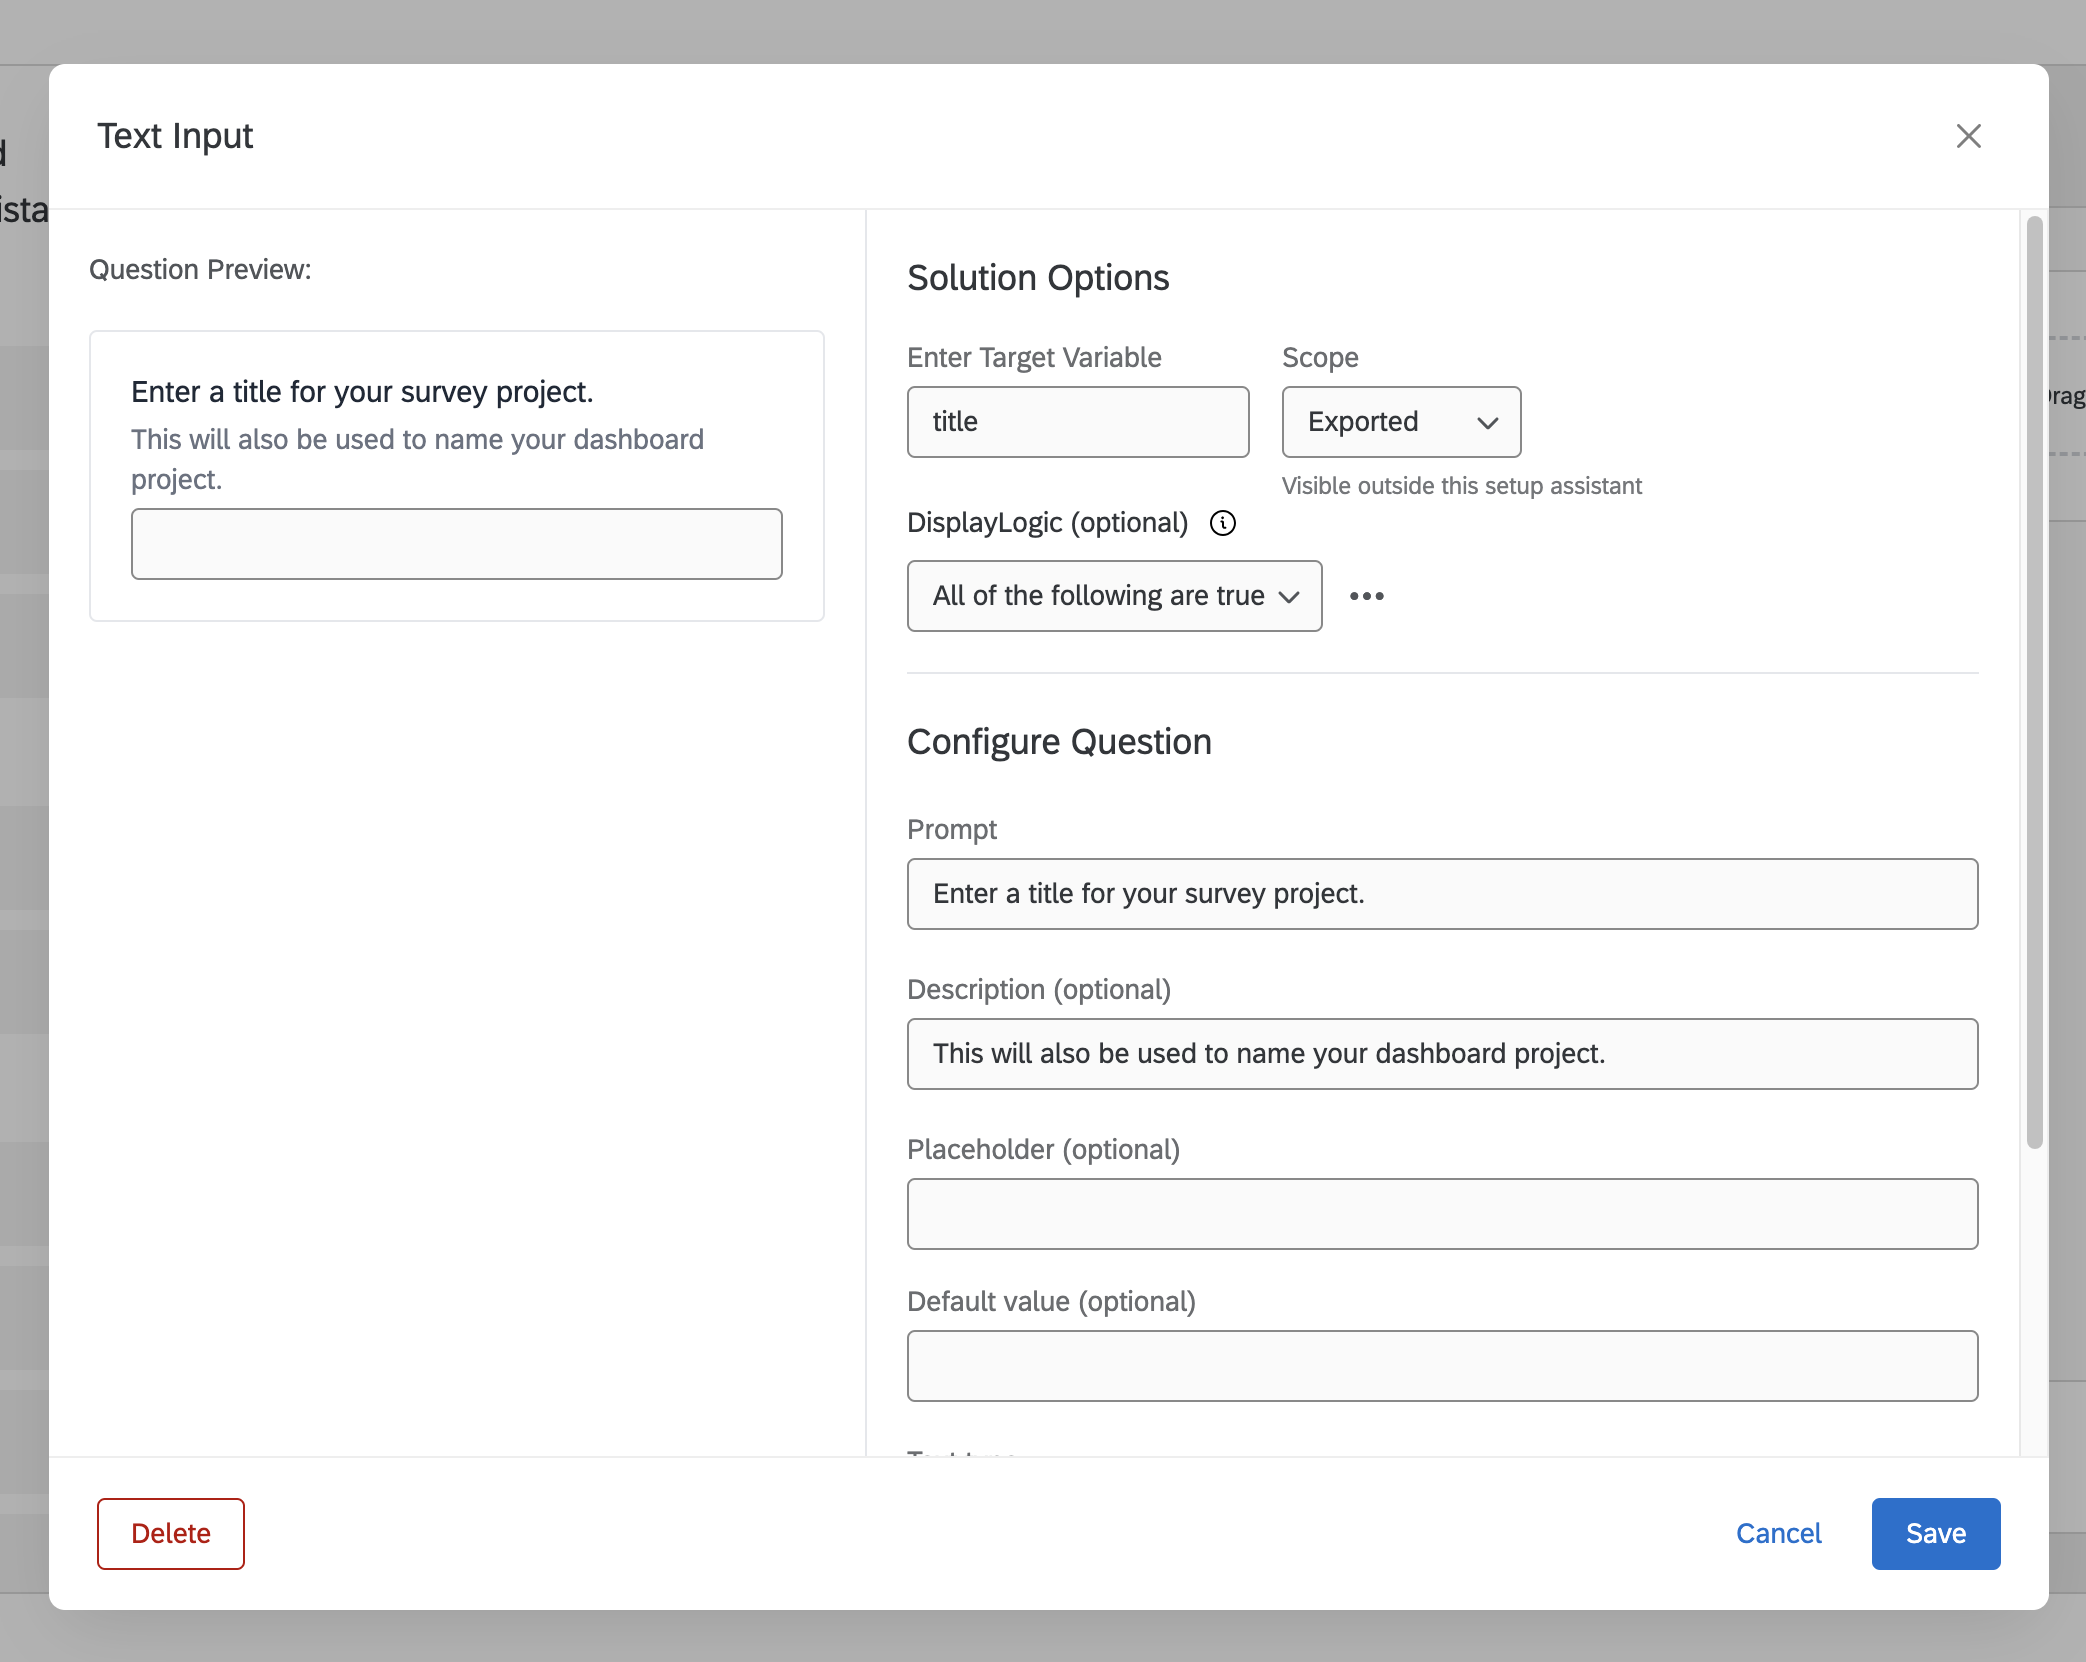 Text Input
Question Preview:
Enter a title for your survey project.
This will also be used to name your dashboard
project.
Solution Options
Enter Target Variable
Scope
title
Exported
Visible outside this setup assistant
DisplayLogic (optional)
All of the following are true
Configure Question
Prompt
Enter a title for your survey project.
Description (optional)
This will also be used to name your dashboard project.
Placeholder (optional)
Default value (optional)
Delete
Cancel
Save